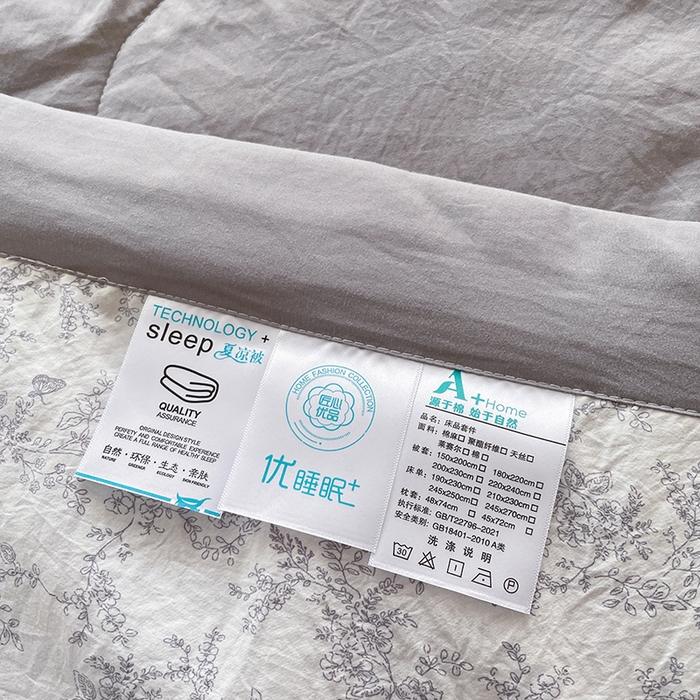 TECHNOLOGY +
sleep 夏凉被
QUALITY
ASSURANCE
ORIGINAL DESIGN STYLE
PERFETY AND COMFORTABLE EXPERIENCE
CREATE A FULL RANGE OF HEALTHY SLEEP
自然·环保·生态·亲肤
NATURE GREENER ECOLOGY SKIN FRIENDLY
HOME FASHION COLLECTION
匠心
优品
优睡眠+
A+Home
源于棉 始于自然
品名:床品套件
面料:棉麻□ 聚酯纤维□ 天丝□
莱赛尔□ 棉□
被套:150x200cm□ 180x220cm□
200x230cm□ 220x240cm□
床单:190x230cm□ 210x230cm□
245x250cm□ 245x270cm□
枕套:48x74cm□ 45x72cm□
执行标准:GB/T22796-2021
安全类别:GB18401-2010 A类
洗涤说明
30
P